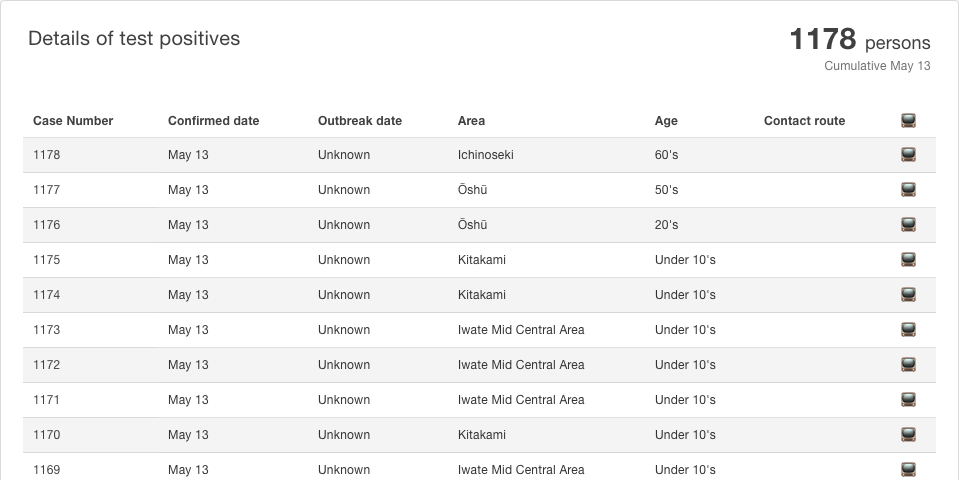 Details of test positives
1178 persons
Cumulative May 13
Case Number Confirmed date Outbreak date Area Age Contact route
1178 May 13 Unknown Ichinoseki 60's
1177 May 13 Unknown Ōshū 50's
1176 May 13 Unknown Ōshū 20's
1175 May 13 Unknown Kitakami Under 10's
1174 May 13 Unknown Kitakami Under 10's
1173 May 13 Unknown Iwate Mid Central Area Under 10's
1172 May 13 Unknown Iwate Mid Central Area Under 10's
1171 May 13 Unknown Iwate Mid Central Area Under 10's
1170 May 13 Unknown Kitakami Under 10's
1169 May 13 Unknown Iwate Mid Central Area Under 10's